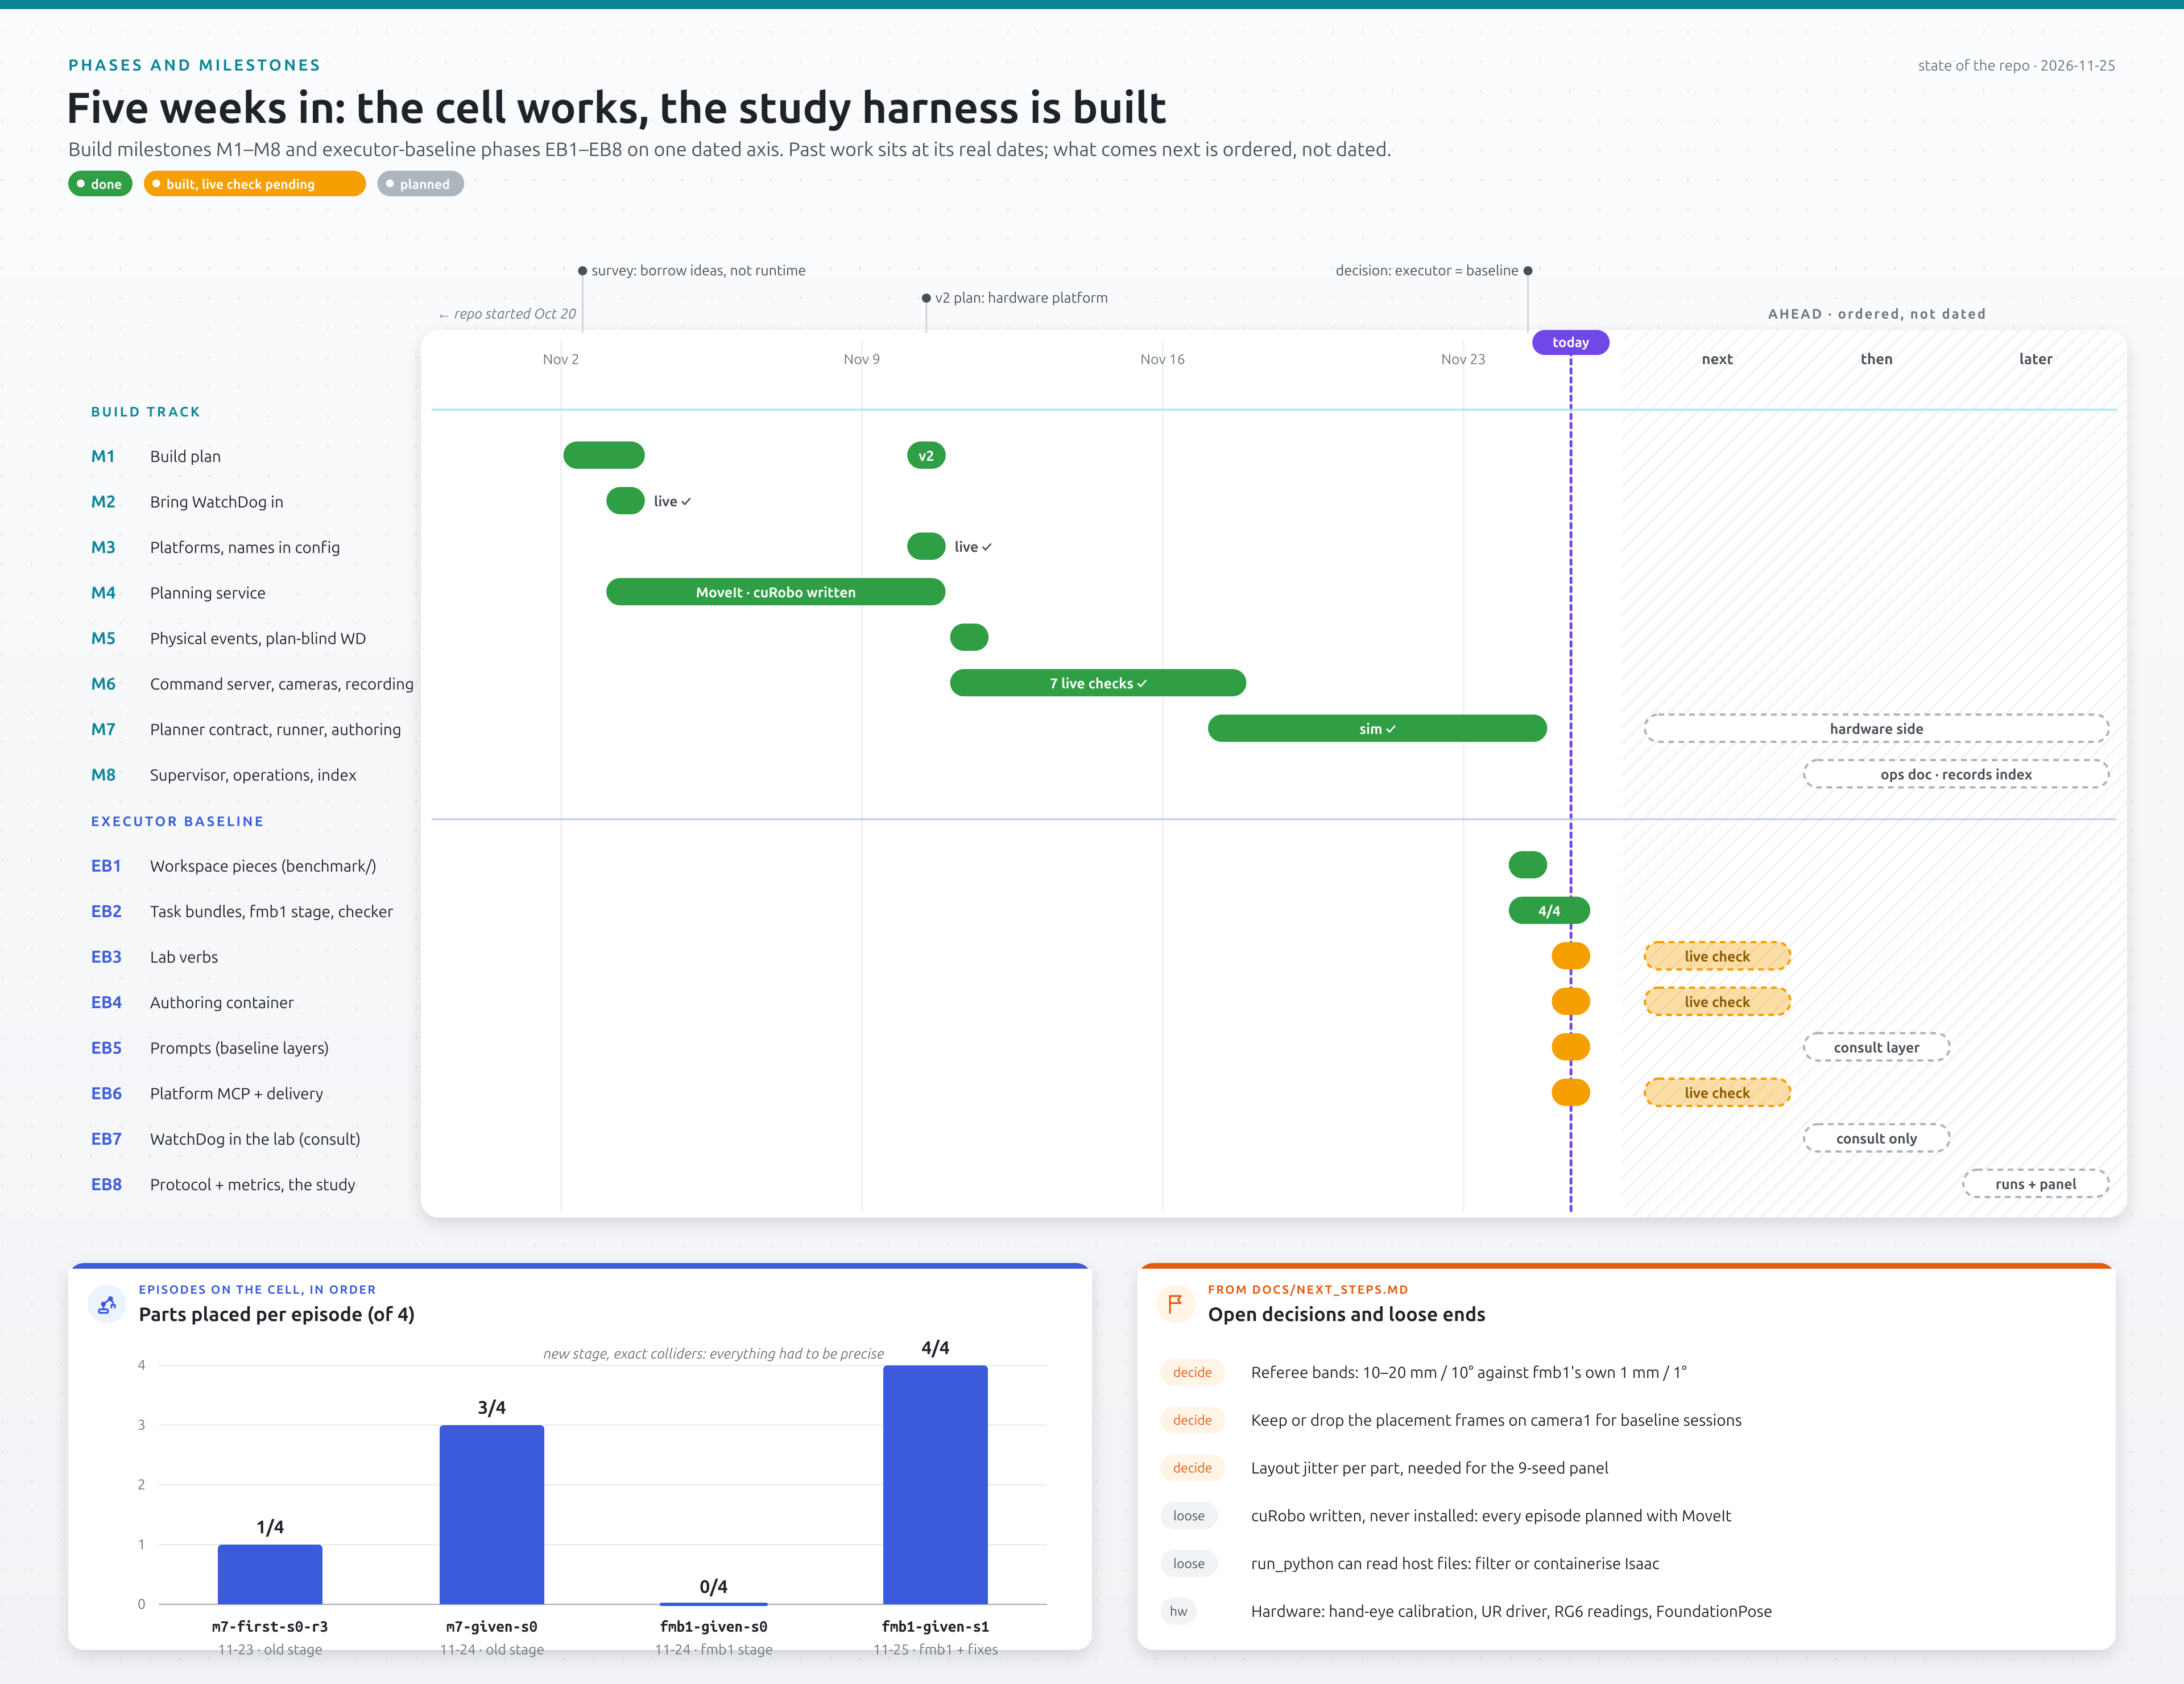 PHASES AND MILESTONES
state of the repo · 2026-11-25
Five weeks in: the cell works, the study harness is built
Build milestones M1–M8 and executor-baseline phases EB1–EB8 on one dated axis. Past work sits at its real dates; what comes next is ordered, not dated.
done
built, live check pending
planned
survey: borrow ideas, not runtime
decision: executor = baseline
v2 plan: hardware platform
← repo started Oct 20
AHEAD · ordered, not dated
today
Nov 2
Nov 9
Nov 16
Nov 23
next
then
later
BUILD TRACK
M1 Build plan
v2
M2 Bring WatchDog in
live ✓
M3 Platforms, names in config
live ✓
M4 Planning service
MoveIt · cuRobo written
M5 Physical events, plan-blind WD
M6 Command server, cameras, recording
7 live checks ✓
M7 Planner contract, runner, authoring
sim ✓
hardware side
M8 Supervisor, operations, index
ops doc · records index
EXECUTOR BASELINE
EB1 Workspace pieces (benchmark/)
EB2 Task bundles, fmb1 stage, checker
4/4
EB3 Lab verbs
live check
EB4 Authoring container
live check
EB5 Prompts (baseline layers)
consult layer
EB6 Platform MCP + delivery
live check
EB7 WatchDog in the lab (consult)
consult only
EB8 Protocol + metrics, the study
runs + panel
EPISODES ON THE CELL, IN ORDER
Parts placed per episode (of 4)
new stage, exact colliders: everything had to be precise
4
3
2
1
0
1/4
3/4
0/4
4/4
m7-first-s0-r3
m7-given-s0
fmb1-given-s0
fmb1-given-s1
11-23 · old stage
11-24 · old stage
11-24 · fmb1 stage
11-25 · fmb1 + fixes
FROM DOCS/NEXT_STEPS.MD
Open decisions and loose ends
decide Referee bands: 10–20 mm / 10° against fmb1's own 1 mm / 1°
decide Keep or drop the placement frames on camera1 for baseline sessions
decide Layout jitter per part, needed for the 9-seed panel
loose cuRobo written, never installed: every episode planned with MoveIt
loose run_python can read host files: filter or containerise Isaac
hw Hardware: hand-eye calibration, UR driver, RG6 readings, FoundationPose